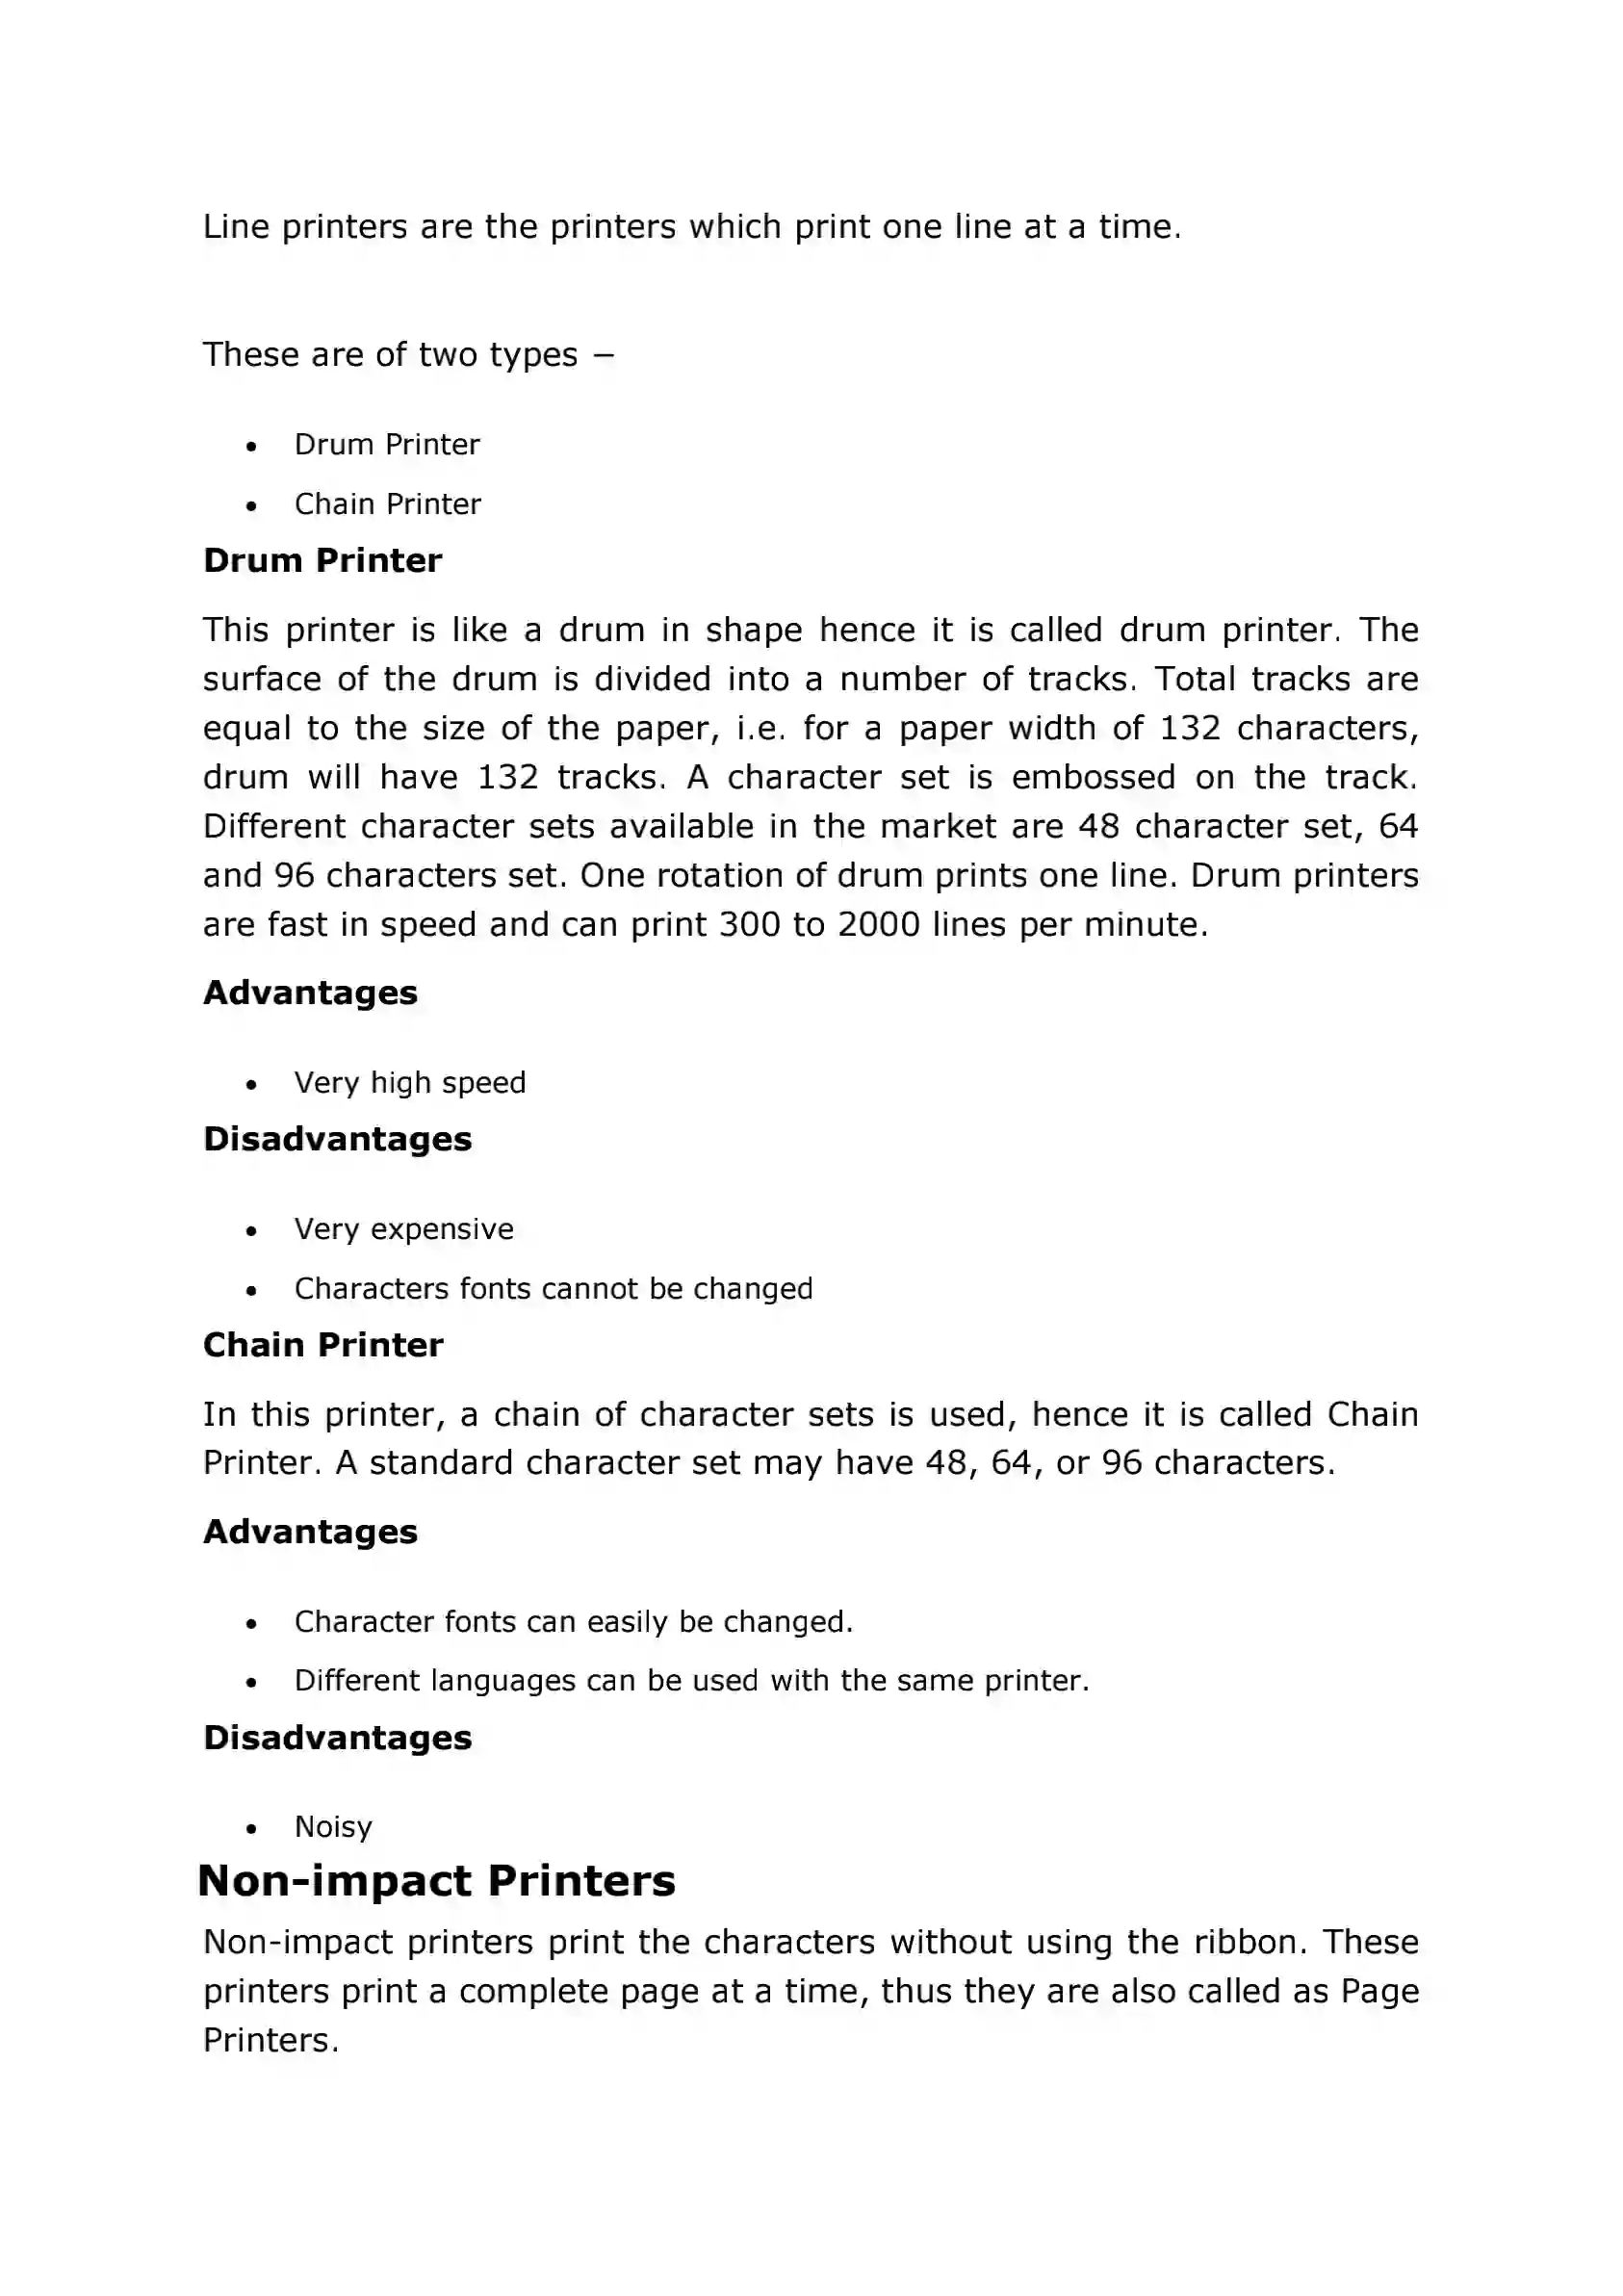 Line printers are the printers which print one line at a time.
These are of two types −
• Drum Printer
• Chain Printer
Drum Printer
This printer is like a drum in shape hence it is called drum printer. The
surface of the drum is divided into a number of tracks. Total tracks are
equal to the size of the paper, i.e. for a paper width of 132 characters,
drum will have 132 tracks. A character set is embossed on the track.
Different character sets available in the market are 48 character set, 64
and 96 characters set. One rotation of drum prints one line. Drum printers
are fast in speed and can print 300 to 2000 lines per minute.
Advantages
• Very high speed
Disadvantages
• Very expensive
• Characters fonts cannot be changed
Chain Printer
In this printer, a chain of character sets is used, hence it is called Chain
Printer. A standard character set may have 48, 64, or 96 characters.
Advantages
• Character fonts can easily be changed.
• Different languages can be used with the same printer.
Disadvantages
• Noisy
Non-impact Printers
Non-impact printers print the characters without using the ribbon. These
printers print a complete page at a time, thus they are also called as Page
Printers.